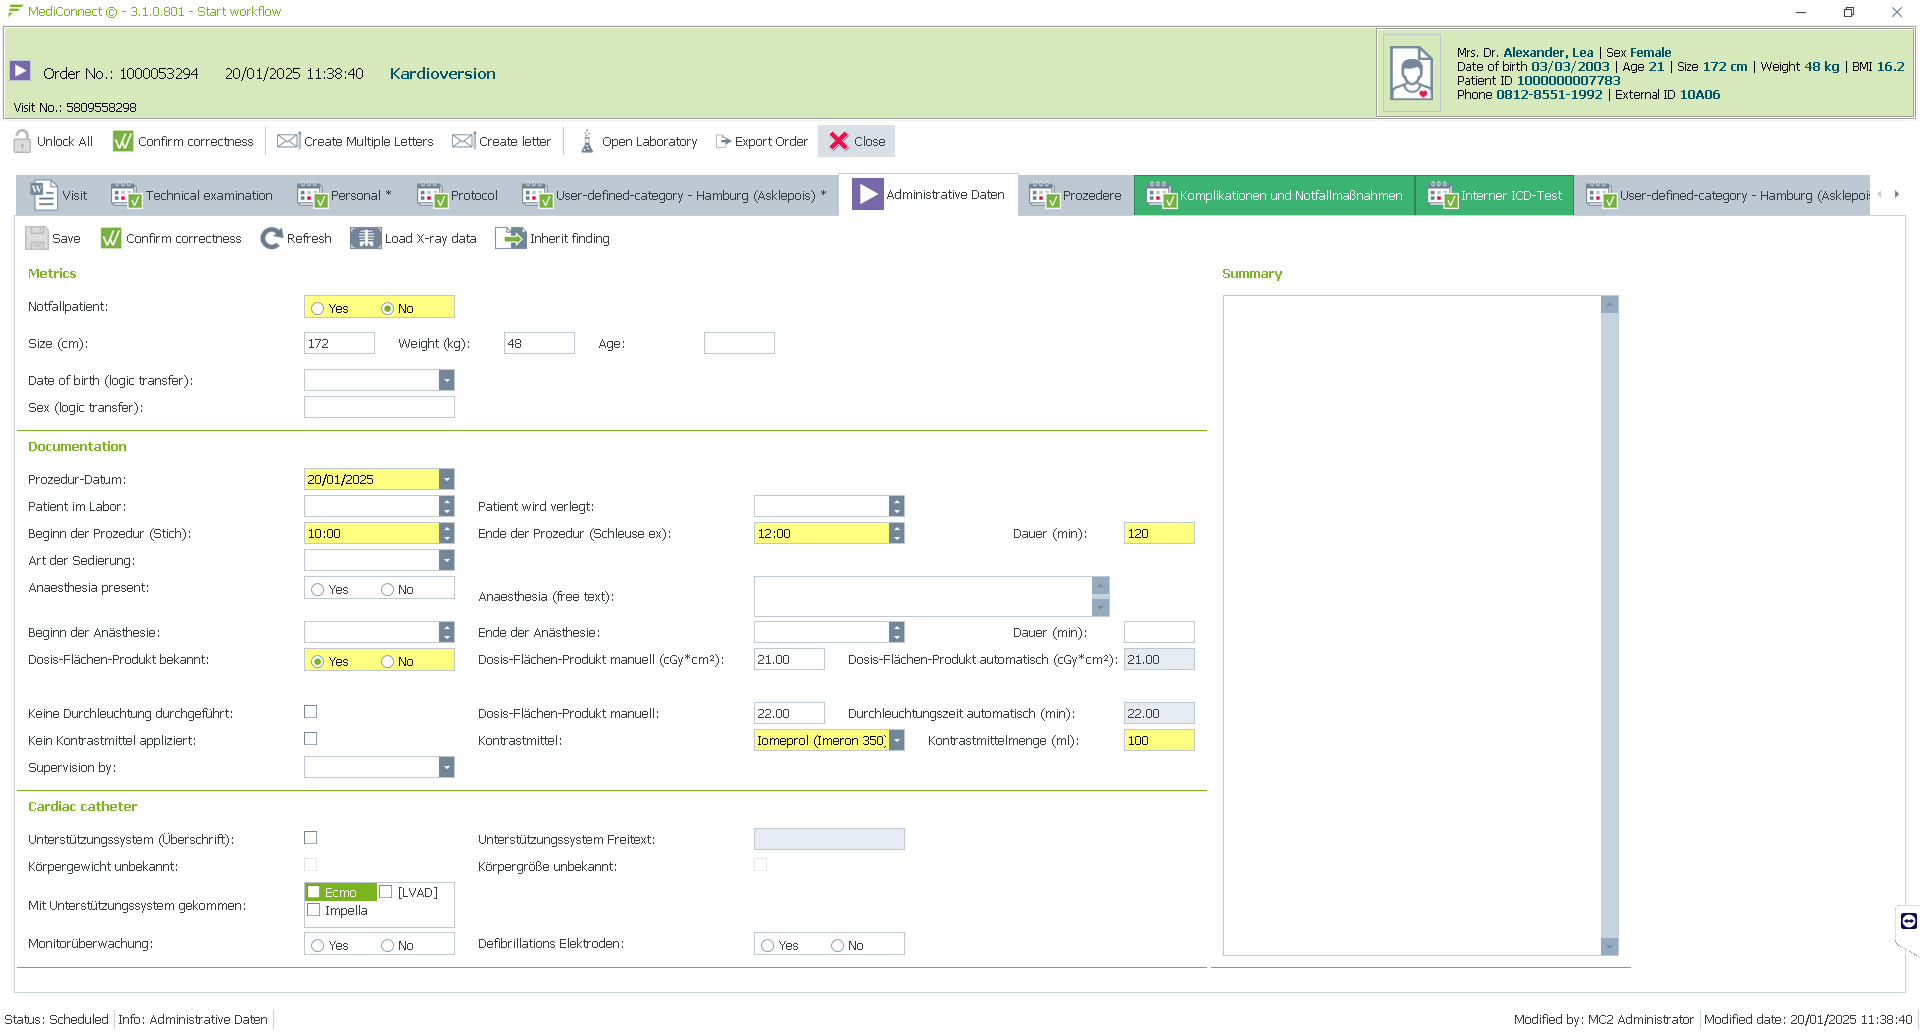 MediConnect © - 3.1.0.801 - Start workflow
Order No.: 1000053294 20/01/2025 11:38:40 Kardioversion
Visit No.: 5809558298
Mrs. Dr. Alexander, Lea | Sex Female
Date of birth 03/03/2003 | Age 21 | Size 172 cm | Weight 48 kg | BMI 16.2
Patient ID 1000000007783
Phone 0812-8551-1992 | External ID 10A06
Unlock All Confirm correctness Create Multiple Letters Create letter Open Laboratory Export Order Close
Visit Technical examination Personal * Protocol User-defined-category - Hamburg (Asklepois) * Administrative Daten Prozedere Komplikationen und Notfallmaßnahmen Interner ICD-Test User-defined-category - Hamburg (Asklepois
Save Confirm correctness Refresh Load X-ray data Inherit finding
Metrics
Notfallpatient: Yes No
Size (cm): 172 Weight (kg): 48 Age:
Date of birth (logic transfer):
Sex (logic transfer):
Documentation
Prozedur-Datum: 20/01/2025
Patient im Labor: Patient wird verlegt:
Beginn der Prozedur (Stich): 10:00 Ende der Prozedur (Schleuse ex): 12:00 Dauer (min): 120
Art der Sedierung:
Anaesthesia present: Yes No Anaesthesia (free text):
Beginn der Anästhesie: Ende der Anästhesie: Dauer (min):
Dosis-Flächen-Produkt bekannt: Yes No Dosis-Flächen-Produkt manuell (cGy*cm²): 21.00 Dosis-Flächen-Produkt automatisch (cGy*cm²): 21.00
Keine Durchleuchtung durchgeführt: Dosis-Flächen-Produkt manuell: 22.00 Durchleuchtungszeit automatisch (min): 22.00
Kein Kontrastmittel appliziert: Kontrastmittel: Iomeprol (Imeron 350) Kontrastmittelmenge (ml): 100
Supervision by:
Cardiac catheter
Unterstützungssystem (Überschrift): Unterstützungssystem Freitext:
Körpergewicht unbekannt: Körpergröße unbekannt:
Mit Unterstützungssystem gekommen: Ecmo [LVAD]
Impella
Monitorüberwachung: Yes No Defibrillations Elektroden: Yes No
Summary
Status: Scheduled Info: Administrative Daten Modified by: MC2 Administrator Modified date: 20/01/2025 11:38:40